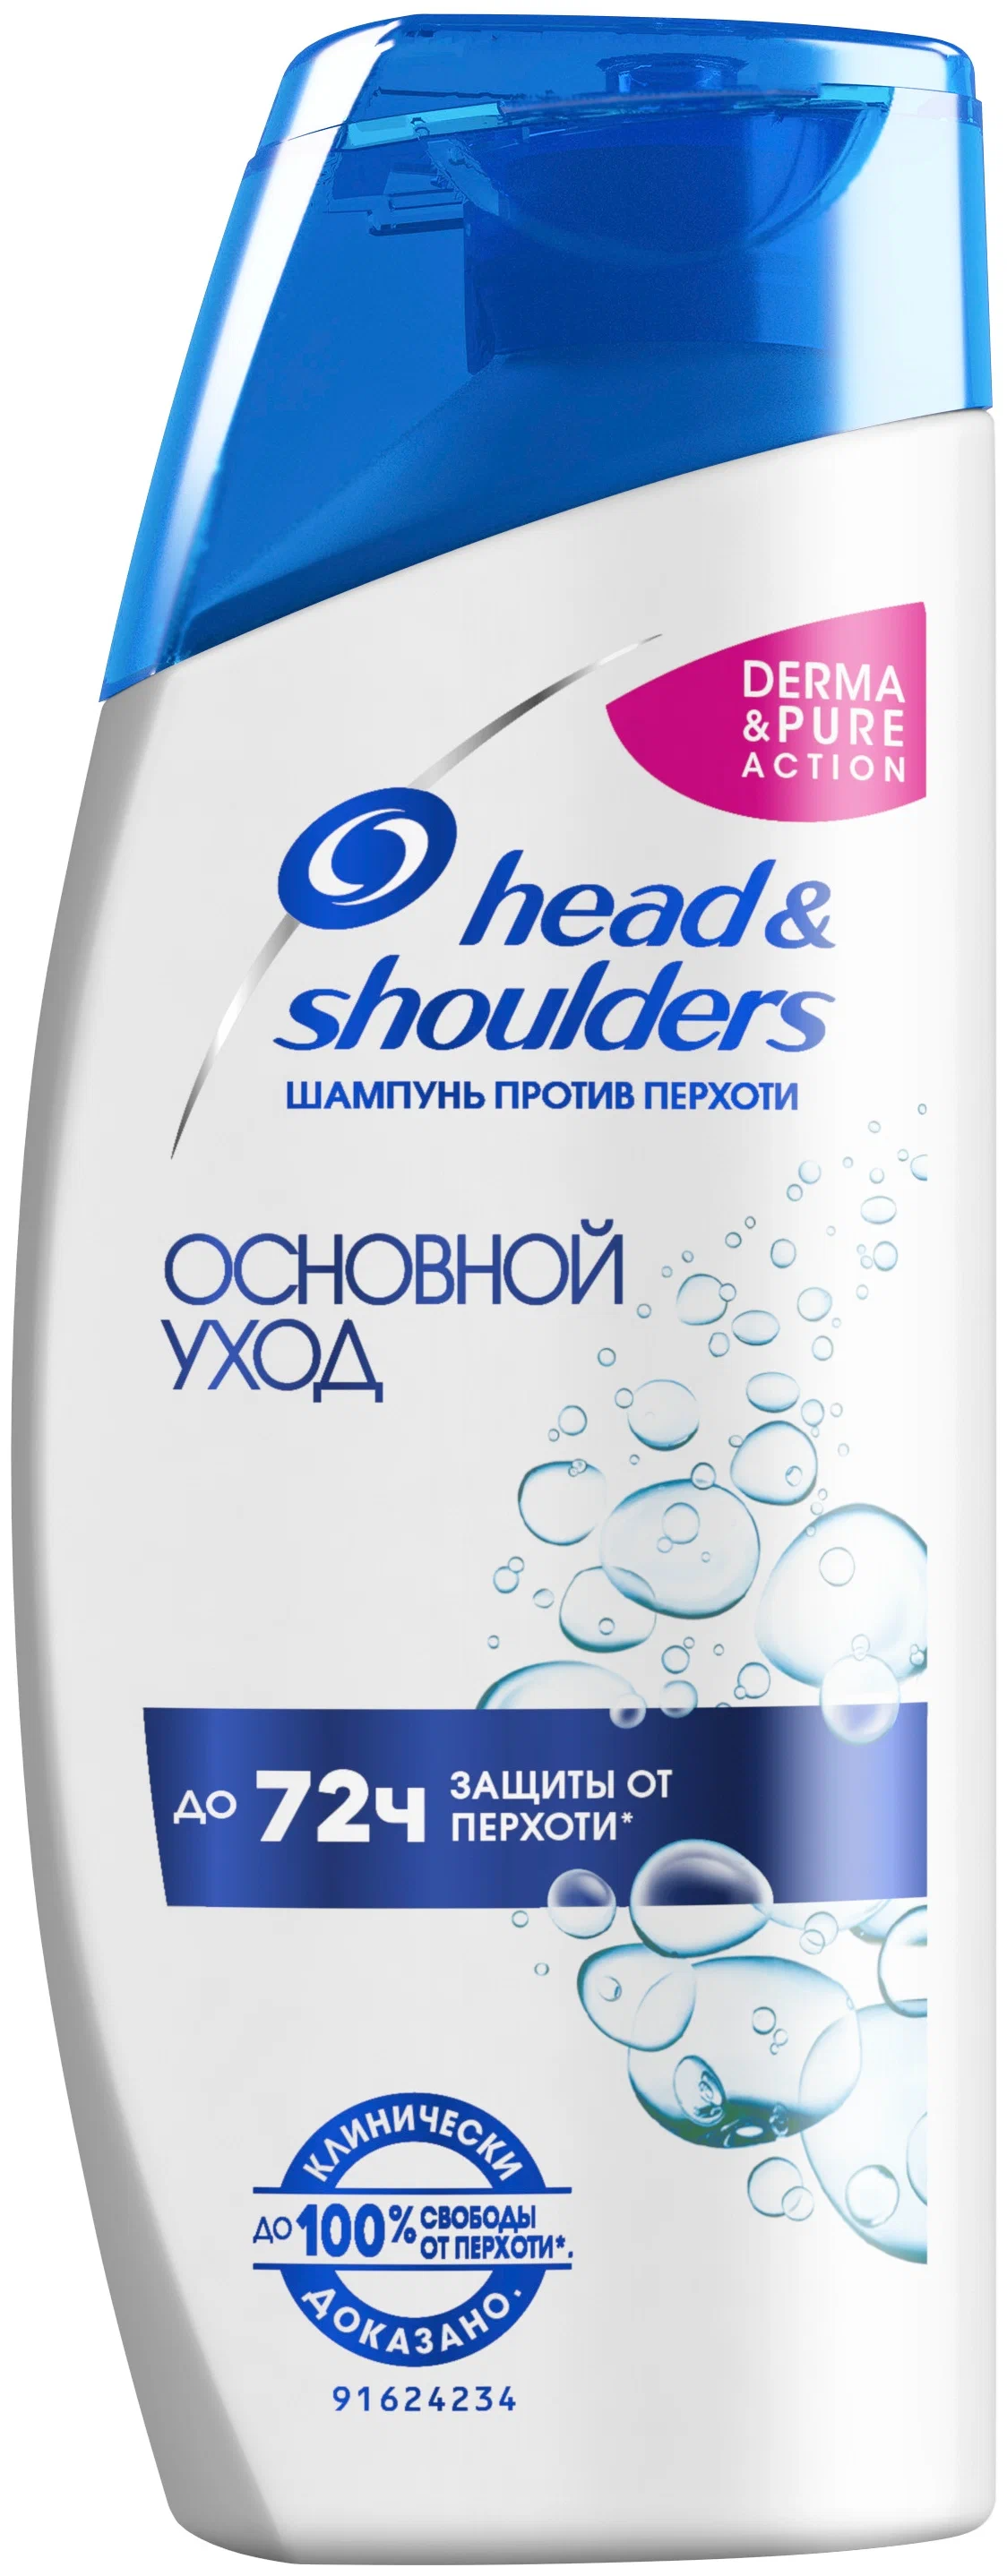 DERMA
&PURE
ACTION
head&
shoulders
ШАМПУНЬ ПРОТИВ ПЕРХОТИ
ОСНОВНОЙ
УХОД
ДО 72Ч ЗАЩИТЫ ОТ
ПЕРХОТИ*
КЛИНИЧЕСКИ
ДО 100% СВОБОДЫ
ОТ ПЕРХОТИ*.
ДОКАЗАНО.
91624234